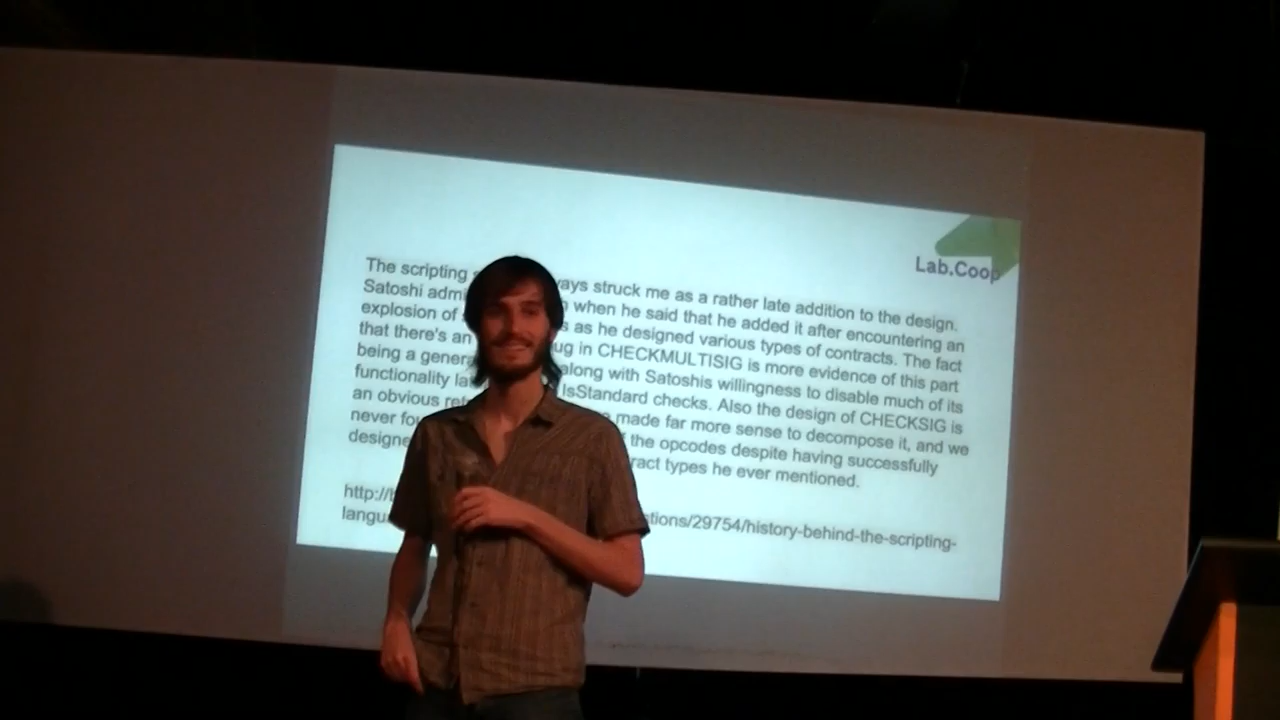 Lab.Coop
The scripting ays struck me as a rather late addition to the design.
Satoshi admi when he said that he added it after encountering an
explosion of s as he designed various types of contracts. The fact
that there's an ug in CHECKMULTISIG is more evidence of this part
being a genera along with Satoshis willingness to disable much of its
functionality la IsStandard checks. Also the design of CHECKSIG is
an obvious ret made far more sense to decompose it, and we
never fou the opcodes despite having successfully
designe ract types he ever mentioned.
http://b stions/29754/history-behind-the-scripting-
langu